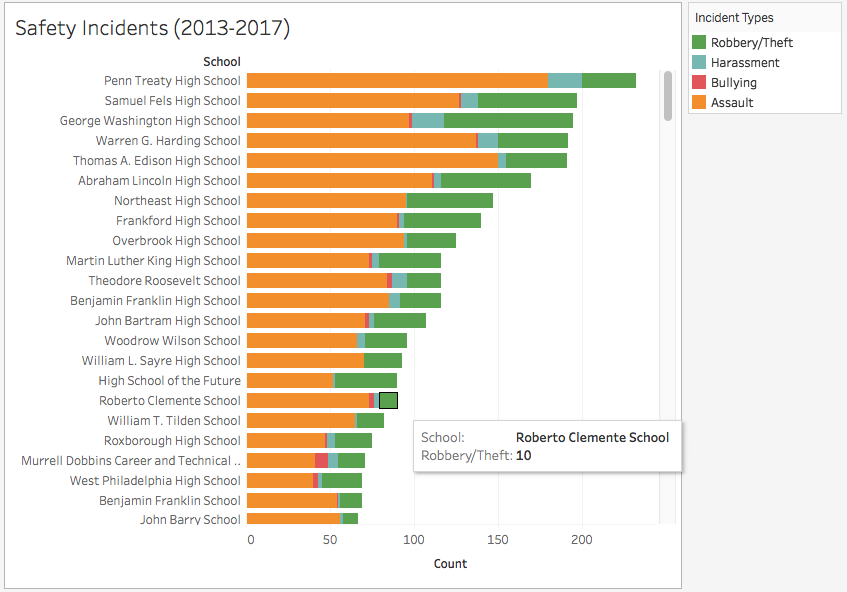 Safety Incidents (2013-2017)
School
Penn Treaty High School
Samuel Fels High School
George Washington High School
Warren G. Harding High School
Thomas A. Edison High School
Abraham Lincoln High School
Northeast High School
Frankford High School
Overbrook High School
Martin Luther King High School
Theodore Roosevelt School
Benjamin Franklin High School
John Bartram High School
Woodrow Wilson School
William L. Sayre High School
High School of the Future
Roberto Clemente School
William T. Tilden School
Roxborough High School
Murrell Dobbins Career and Technical ..
West Philadelphia High School
Benjamin Franklin School
John Barry School
School: Roberto Clemente School
Robbery/Theft: 10
0 50 100 150 200
Count
Incident Types
Robbery/Theft
Harassment
Bullying
Assault